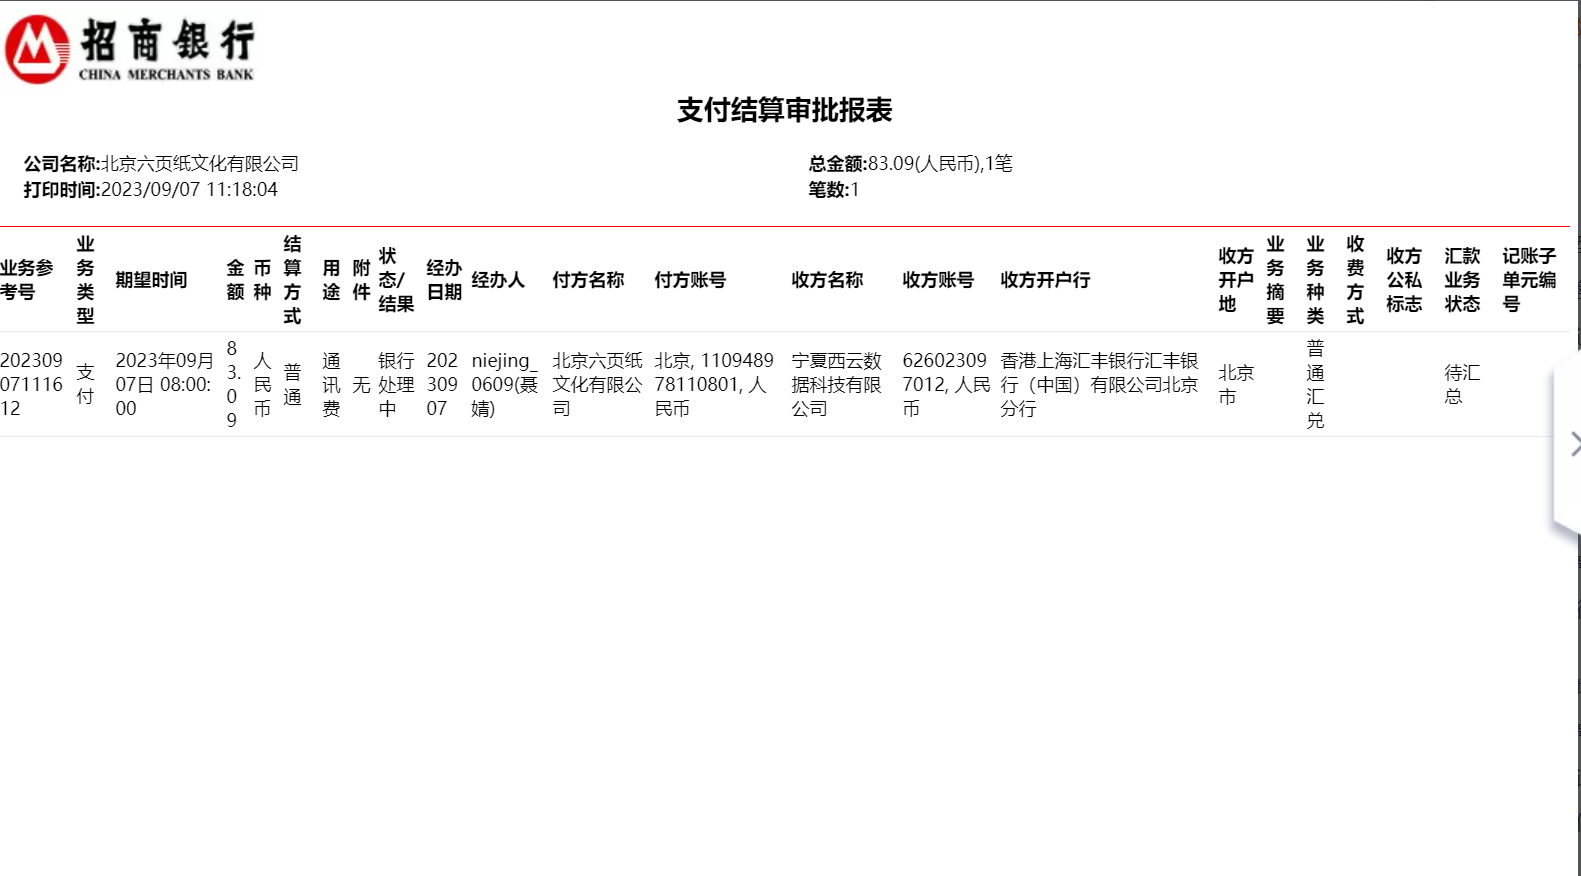 招商银行
CHINA MERCHANTS BANK
支付结算审批报表
公司名称:北京六页纸文化有限公司
总金额:83.09(人民币),1笔
打印时间:2023/09/07 11:18:04
笔数:1
业务参考号 业务类型 期望时间 金额 币种 结算方式 用途 附件 状态/结果 经办日期 经办人 付方名称 付方账号 收方名称 收方账号 收方开户行 收方开户地 业务摘要 业务种类 收费方式 收方公私标志 汇款业务状态 记账子单元编号
20230907111612 支付 2023年09月07日 08:00:00 83.09 人民币 普通 通讯费 无 银行处理中 20230907 niejing_0609(聂婧) 北京六页纸文化有限公司 北京, 110948978110801, 人民币 宁夏西云数据科技有限公司 626023097012, 人民币 香港上海汇丰银行汇丰银行（中国）有限公司北京分行 北京市 普通汇兑 待汇总